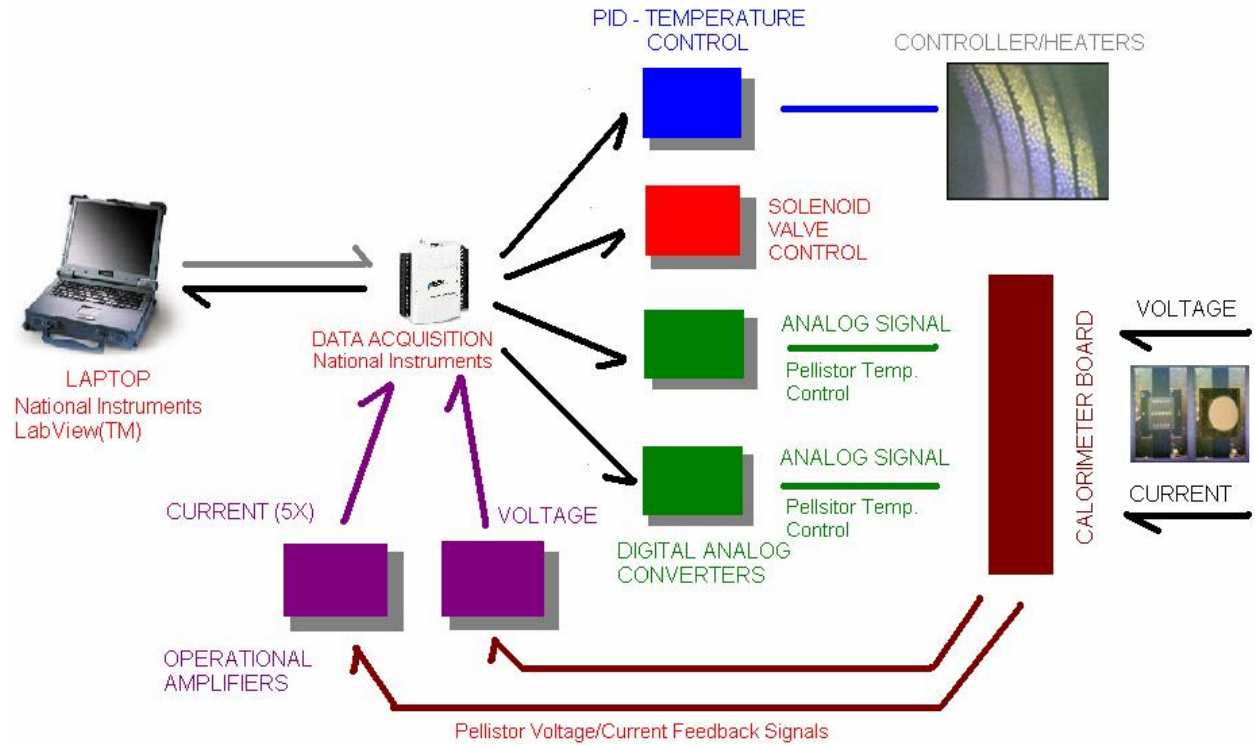 PID - TEMPERATURE
CONTROL
CONTROLLER/HEATERS
SOLENOID
VALVE
CONTROL
DATA ACQUISITION
National Instruments
LAPTOP
National Instruments
LabView(TM)
ANALOG SIGNAL
Pellistor Temp.
Control
ANALOG SIGNAL
Pellsitor Temp.
Control
DIGITAL ANALOG
CONVERTERS
CALORIMETER BOARD
VOLTAGE
CURRENT
CURRENT (5X)
VOLTAGE
OPERATIONAL
AMPLIFIERS
Pellistor Voltage/Current Feedback Signals